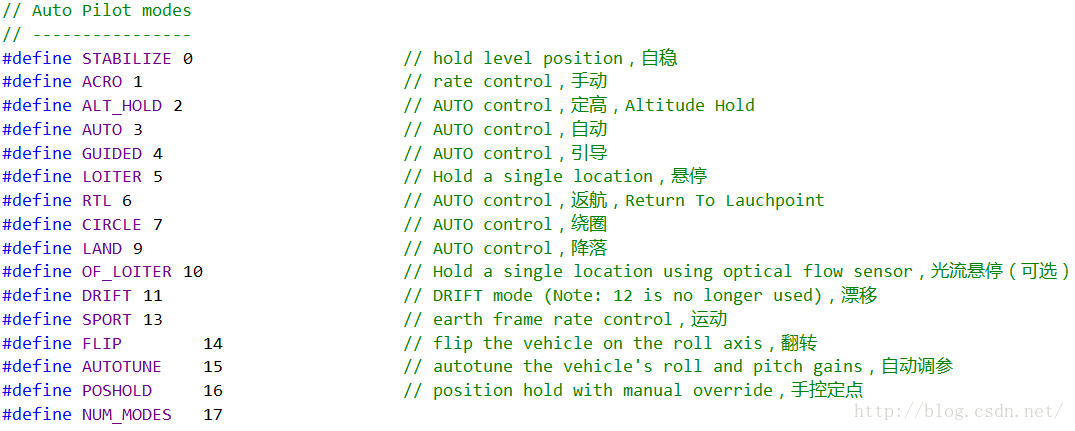 // Auto Pilot modes
// ----------------
#define STABILIZE 0 // hold level position，自稳
#define ACRO 1 // rate control，手动
#define ALT_HOLD 2 // AUTO control，定高，Altitude Hold
#define AUTO 3 // AUTO control，自动
#define GUIDED 4 // AUTO control，引导
#define LOITER 5 // Hold a single location，悬停
#define RTL 6 // AUTO control，返航，Return To Lauchpoint
#define CIRCLE 7 // AUTO control，绕圈
#define LAND 9 // AUTO control，降落
#define OF_LOITER 10 // Hold a single location using optical flow sensor，光流悬停（可选）
#define DRIFT 11 // DRIFT mode (Note: 12 is no longer used)，漂移
#define SPORT 13 // earth frame rate control，运动
#define FLIP 14 // flip the vehicle on the roll axis，翻转
#define AUTOTUNE 15 // autotune the vehicle's roll and pitch gains，自动调参
#define POSHOLD 16 // position hold with manual override，手控定点
#define NUM_MODES 17
http://blog.csdn.net/